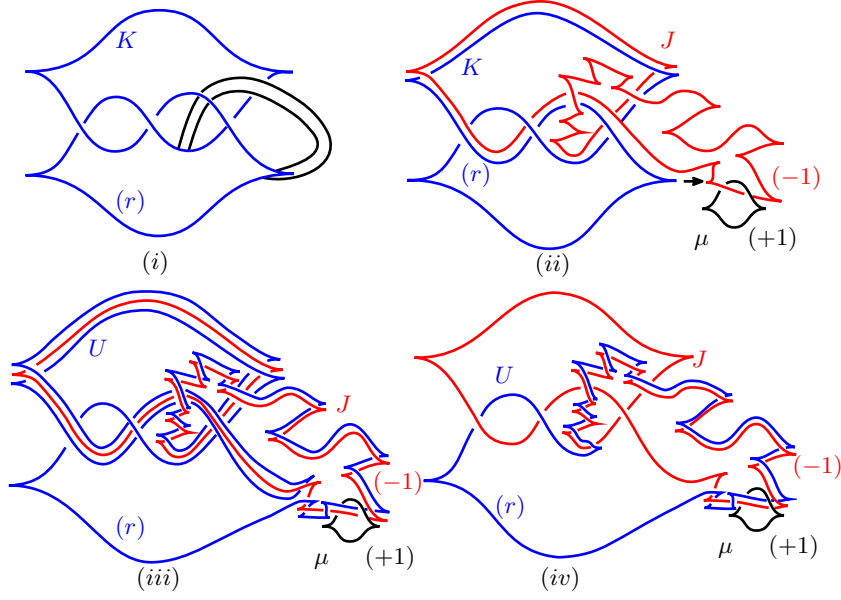 K
(r)
(i)
J
K
(r)
(-1)
μ (+1)
(ii)
U
J
(-1)
(r)
μ (+1)
(iii)
J
U
(-1)
(r)
μ (+1)
(iv)